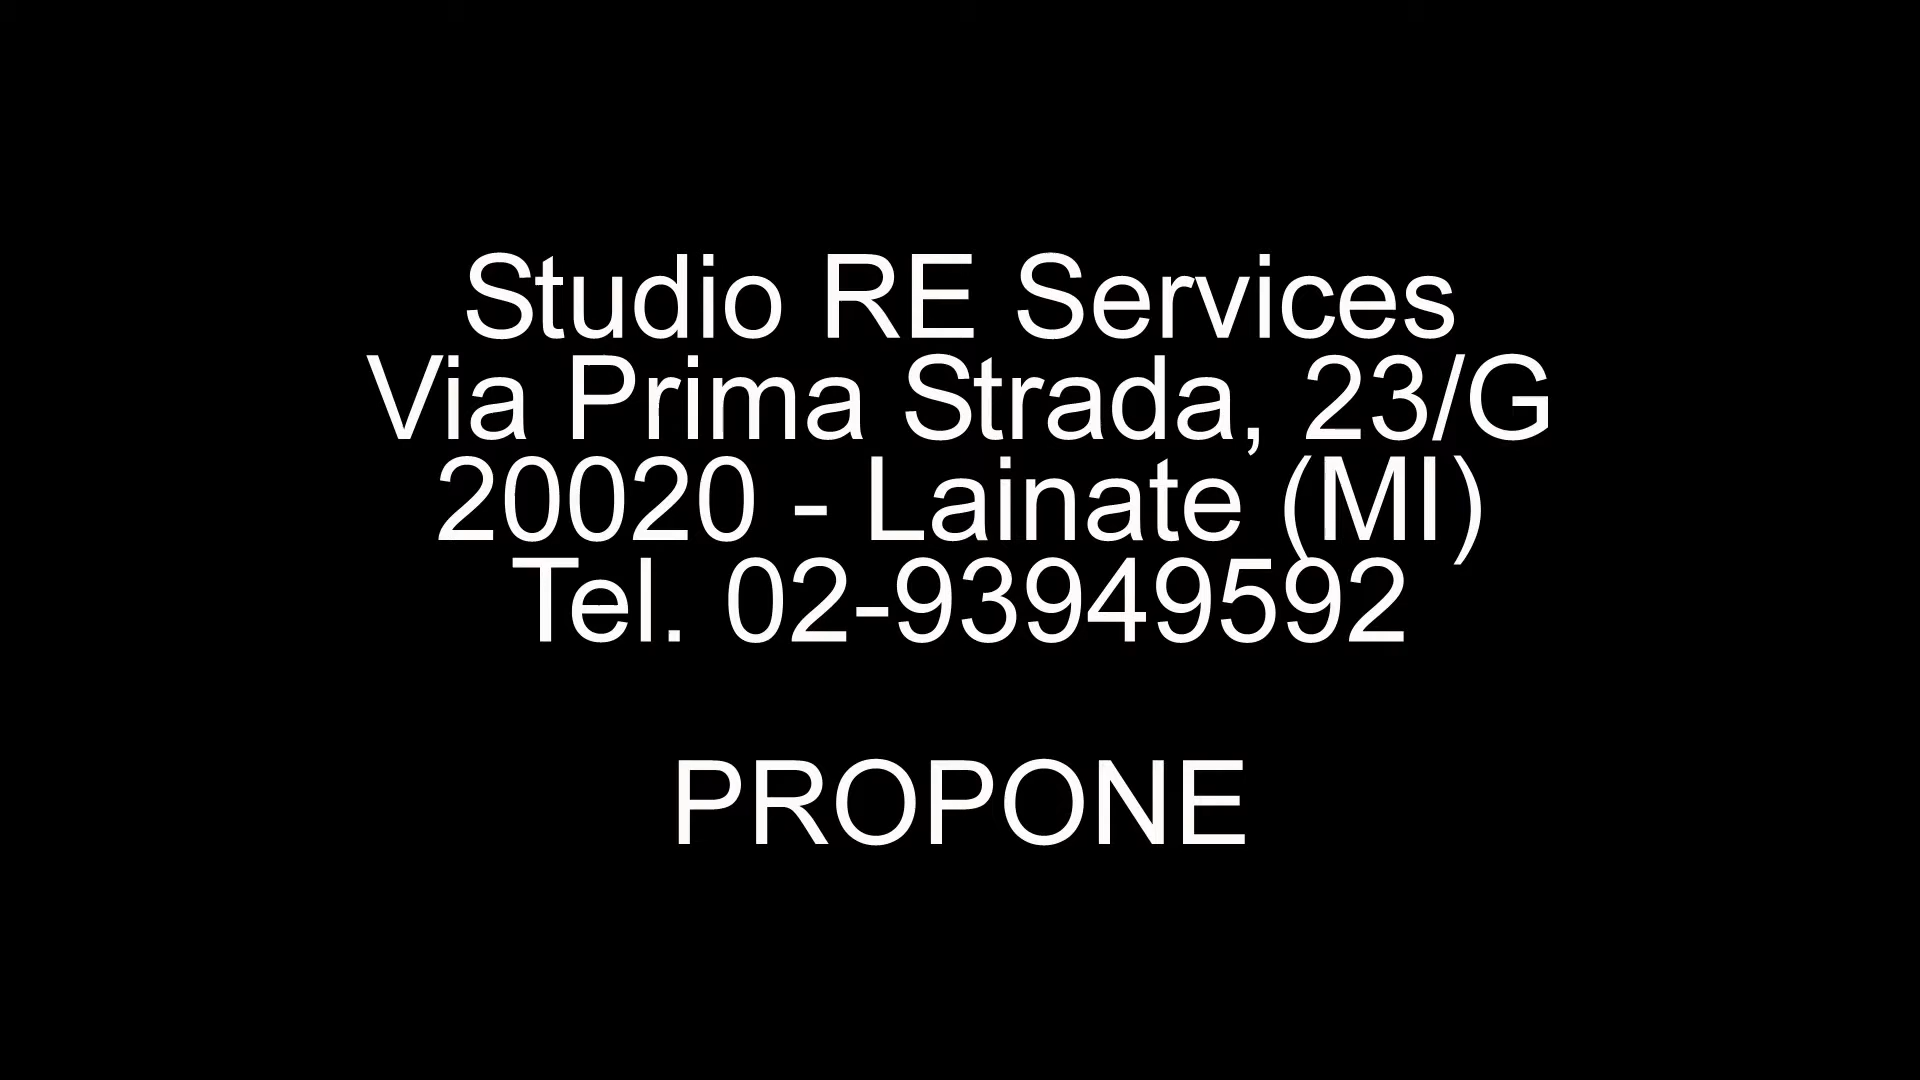 Studio RE Services
Via Prima Strada, 23/G
20020 - Lainate (MI)
Tel. 02-93949592
PROPONE